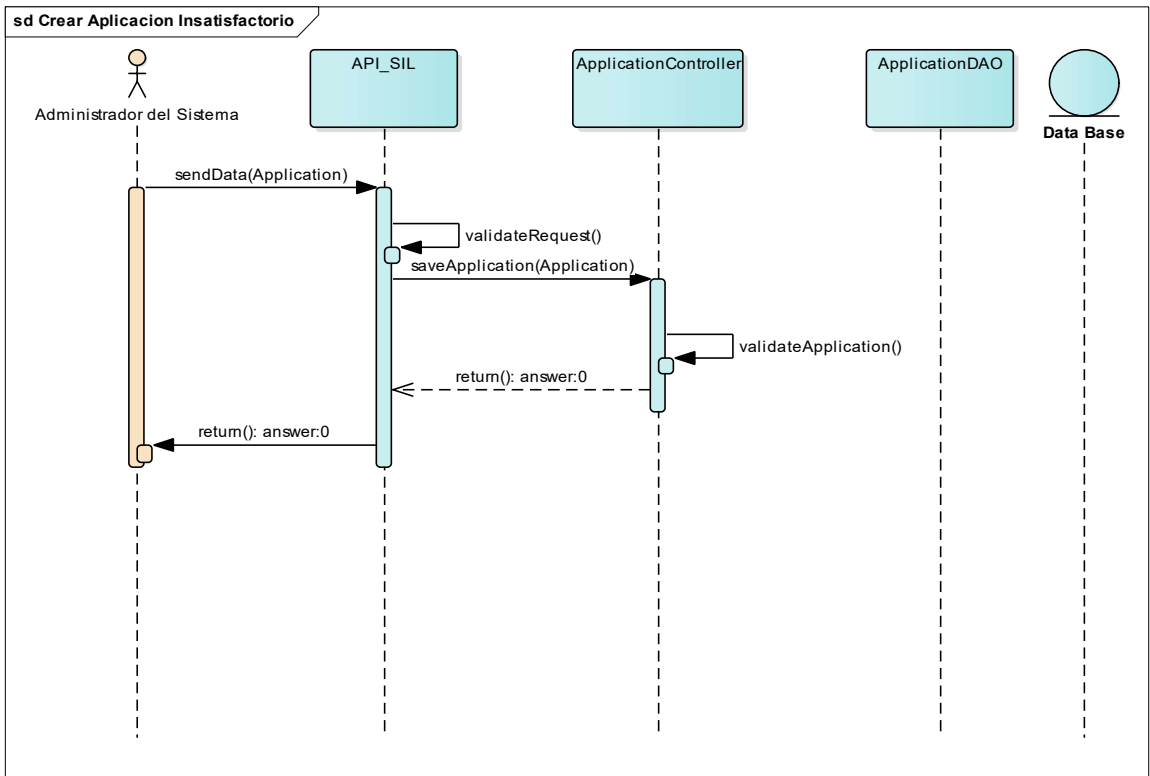 sd Crear Aplicacion Insatisfactorio
Administrador del Sistema
API_SIL
ApplicationController
ApplicationDAO
Data Base
sendData(Application)
validateRequest()
saveApplication(Application)
validateApplication()
return(): answer:0
return(): answer:0